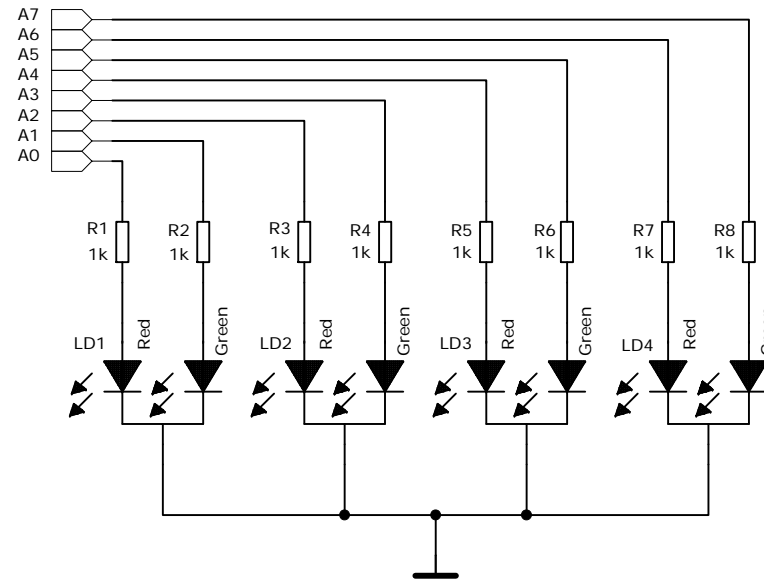 A7
A6
A5
A4
A3
A2
A1
A0
R1 R2 R3 R4 R5 R6 R7 R8
1k 1k 1k 1k 1k 1k 1k 1k
Red Green Red Green Red Green Red
LD1 LD2 LD3 LD4